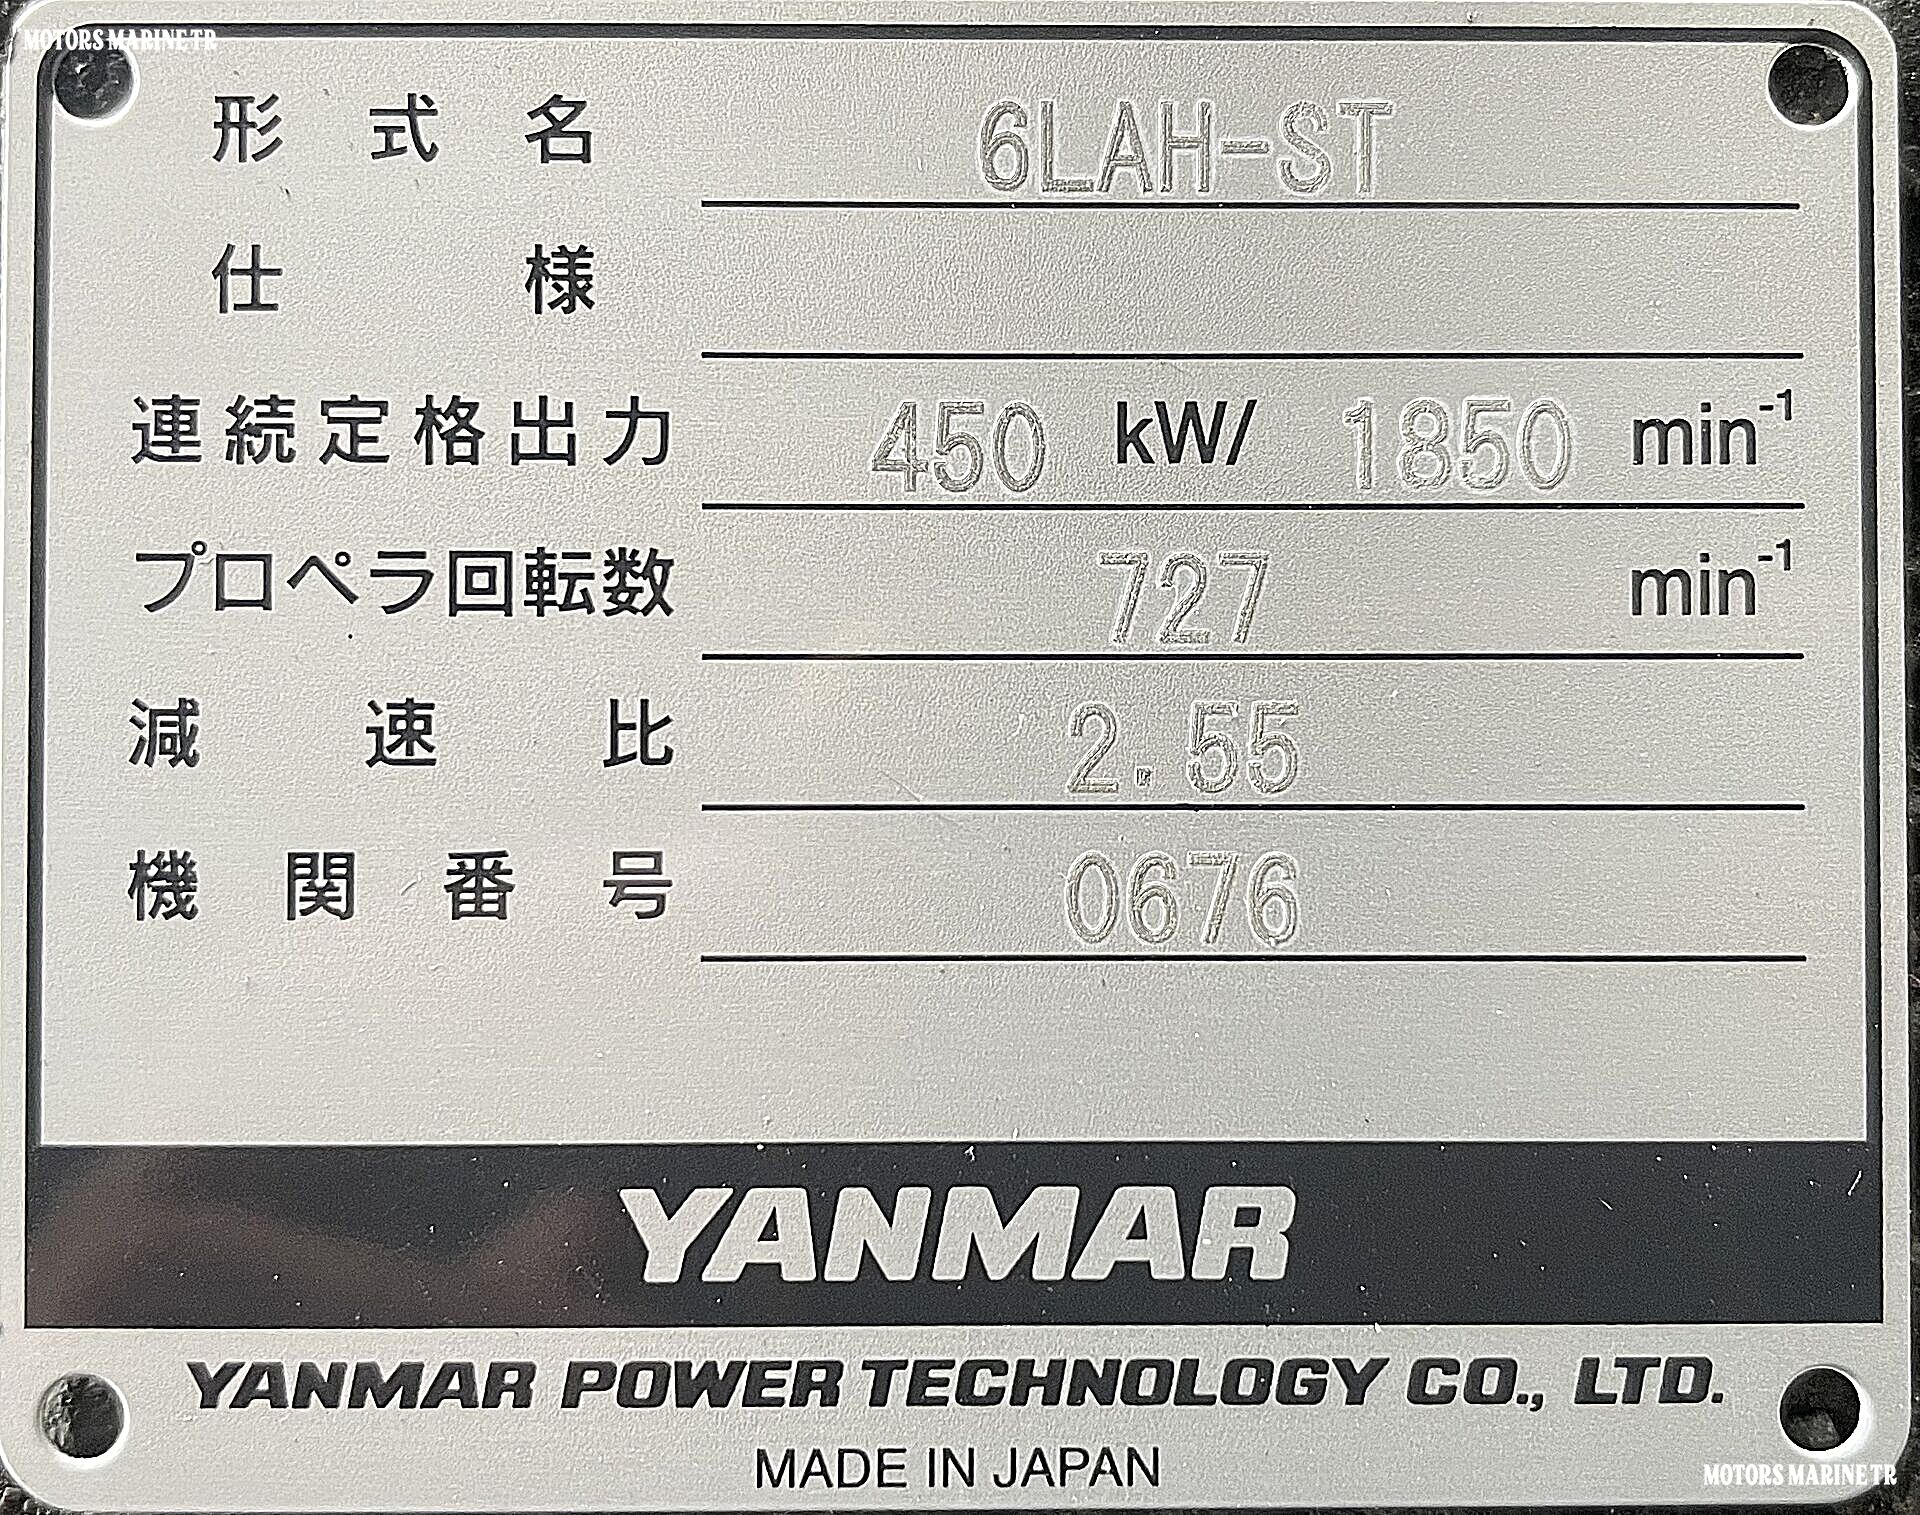 MOTORS MARINE TR
形式名 6LAH-ST
仕様
連続定格出力 450 kW/ 1850 min⁻¹
プロペラ回転数 727 min⁻¹
減速比 2.55
機関番号 0676
YANMAR
YANMAR POWER TECHNOLOGY CO., LTD.
MADE IN JAPAN
MOTORS MARINE TR